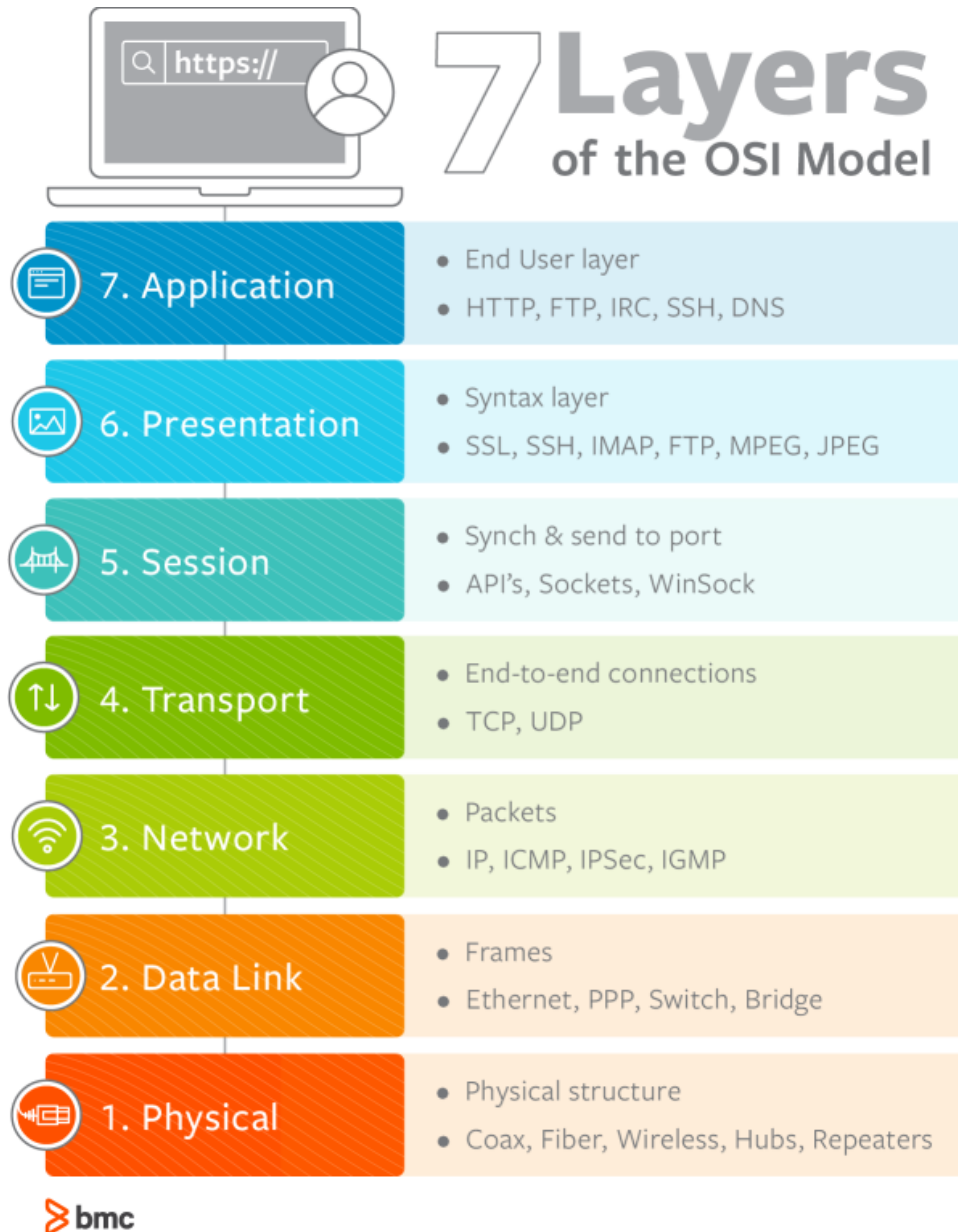 https://
7 Layers
of the OSI Model
7. Application
• End User layer
• HTTP, FTP, IRC, SSH, DNS
6. Presentation
• Syntax layer
• SSL, SSH, IMAP, FTP, MPEG, JPEG
5. Session
• Synch & send to port
• API's, Sockets, WinSock
4. Transport
• End-to-end connections
• TCP, UDP
3. Network
• Packets
• IP, ICMP, IPSec, IGMP
2. Data Link
• Frames
• Ethernet, PPP, Switch, Bridge
1. Physical
• Physical structure
• Coax, Fiber, Wireless, Hubs, Repeaters
bmc